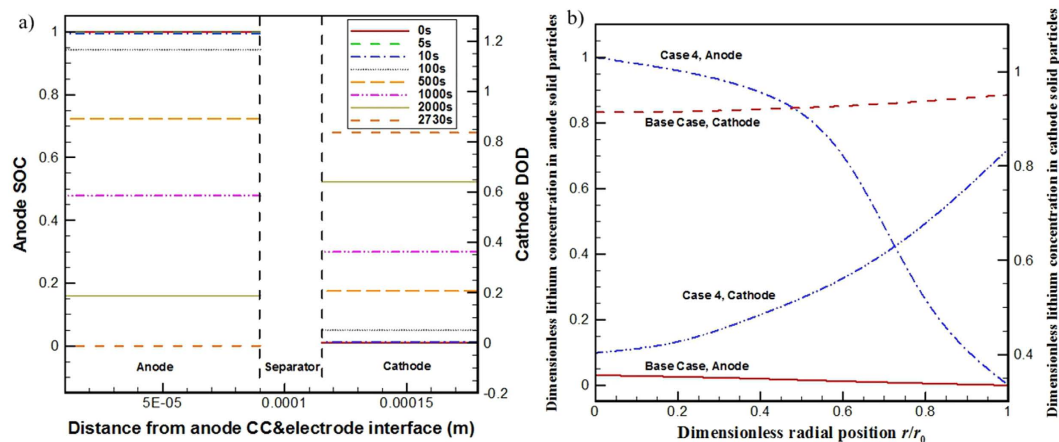 a)
Anode SOC
1
0.8
0.6
0.4
0.2
0
0s
5s
10s
100s
500s
1000s
2000s
2730s
1.2
1
0.8
0.6
0.4
0.2
0
-0.2
Cathode DOD
Anode
Separator
Cathode
5E-05
0.0001
0.00015
Distance from anode CC&electrode interface (m)
b)
Dimensionless lithium concentration in anode solid particles
1
0.8
0.6
0.4
0.2
0
Case 4, Anode
Base Case, Cathode
Case 4, Cathode
Base Case, Anode
1
0.8
0.6
0.4
Dimensionless lithium concentration in cathode solid particles
0
0.2
0.4
0.6
0.8
1
Dimensionless radial position r/r₀